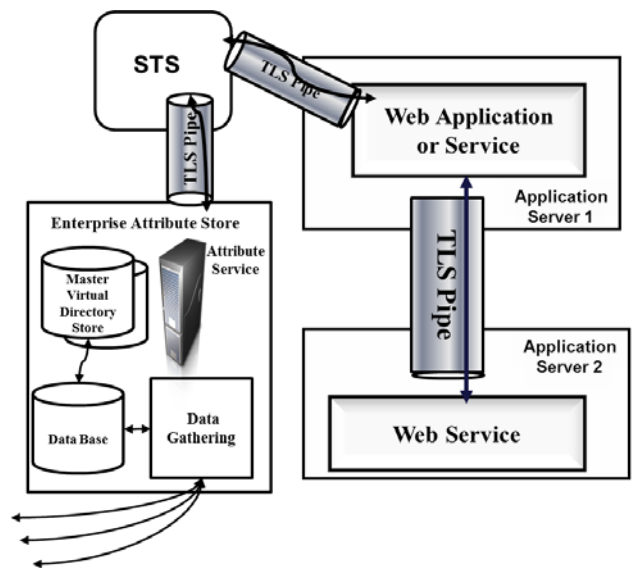 STS
TLS Pipe
TLS Pipe
Web Application
or Service
Application
Server 1
Enterprise Attribute Store
Attribute
Service
Master
Virtual
Directory
Store
TLS Pipe
Application
Server 2
Data Base
Data
Gathering
Web Service